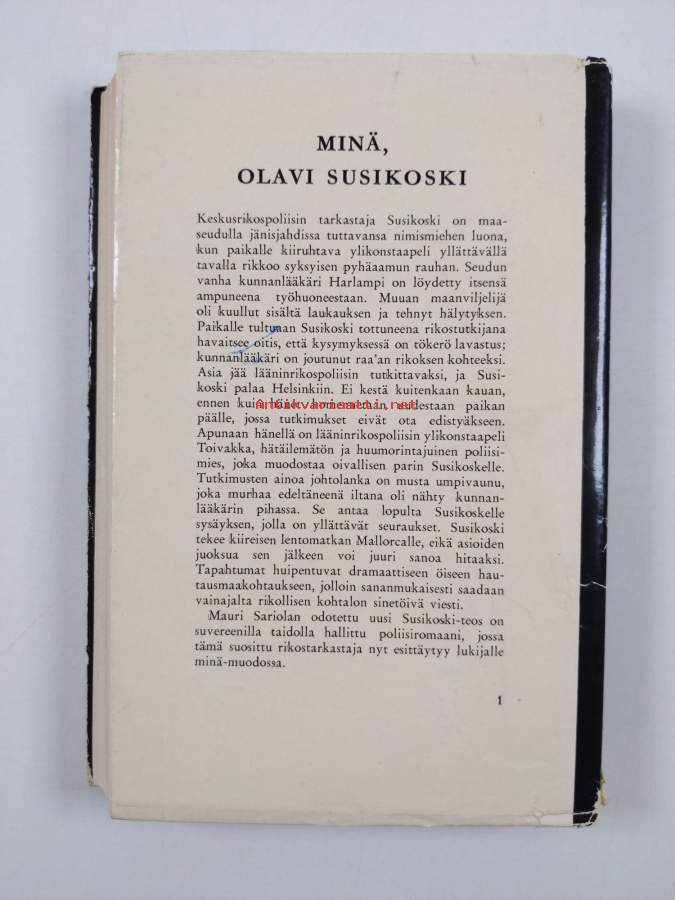 MINÄ,
OLAVI SUSIKOSKI
Keskusrikospoliisin tarkastaja Susikoski on maa-
seudulla jänisjahdissa tuttavansa nimismiehen luona,
kun paikalle kiiruhtava ylikonstaapeli yllättävällä
tavalla rikkoo syksyisen pyhäaamun rauhan. Seudun
vanha kunnanlääkäri Harlampi on löydetty itsensä
ampuneena työhuoneestaan. Muuan maanviljelijä
oli kuullut sisältä laukauksen ja tehnyt hälytyksen.
Paikalle tultuaan Susikoski tottuneena rikostutkijana
havaitsee oitis, että kysymyksessä on tökerö lavastus;
kunnanlääkäri on joutunut raa'an rikoksen kohteeksi.
Asia jää lääninrikospoliisin tutkittavaksi, ja Susi-
koski palaa Helsinkiin. Ei kestä kuitenkaan kauan,
ennen kuin hänet komennetaan uudestaan paikan
Antikvariaatti.net
päälle, jossa tutkimukset eivät ota edistyäkseen.
Apunaan hänellä on lääninrikospoliisin ylikonstaapeli
Toivakka, hätäilemätön ja huumorintajuinen poliisi-
mies, joka muodostaa oivallisen parin Susikoskelle.
Tutkimusten ainoa johtolanka on musta umpivaunu,
joka murhaa edeltäneenä iltana oli nähty kunnan-
lääkärin pihassa. Se antaa lopulta Susikoskelle
sysäyksen, jolla on yllättävät seuraukset. Susikoski
tekee kiireisen lentomatkan Mallorcalle, eikä asioiden
juoksua sen jälkeen voi juuri sanoa hitaaksi.
Tapahtumat huipentuvat dramaattiseen öiseen hau-
tausmaakohtaukseen, jolloin sananmukaisesti saadaan
vainajalta rikollisen kohtalon sinetöivä viesti.
Mauri Sariolan odotettu uusi Susikoski-teos on
suvereenilla taidolla hallittu poliisiromaani, jossa
tämä suosittu rikostarkastaja nyt esittäytyy lukijalle
minä-muodossa.
1